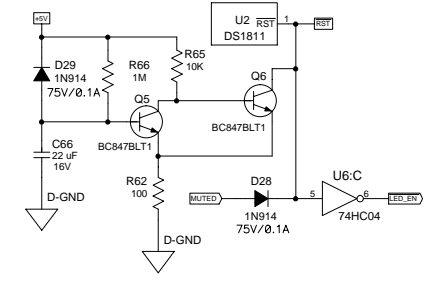 +5V
U2
RST
1
DS1811
RST
D29
1N914
75V/0.1A
R66
1M
R65
10K
Q5
BC847BLT1
Q6
BC847BLT1
C66
22 uF
16V
D-GND
R62
100
D-GND
MUTED
D28
1N914
75V/0.1A
U6:C
5
6
74HC04
LED_EN